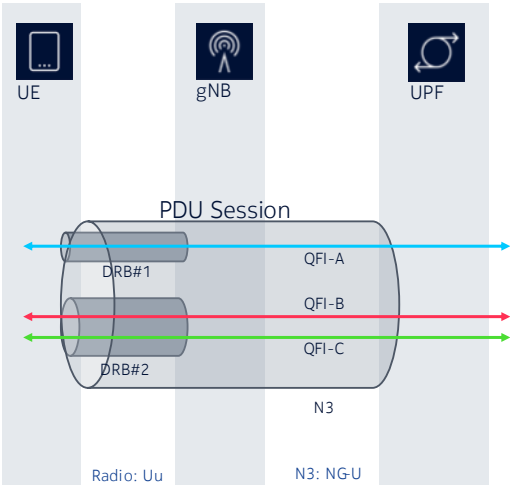 UE
gNB
UPF
PDU Session
QFI-A
DRB#1
QFI-B
QFI-C
DRB#2
N3
Radio: Uu
N3: NG-U